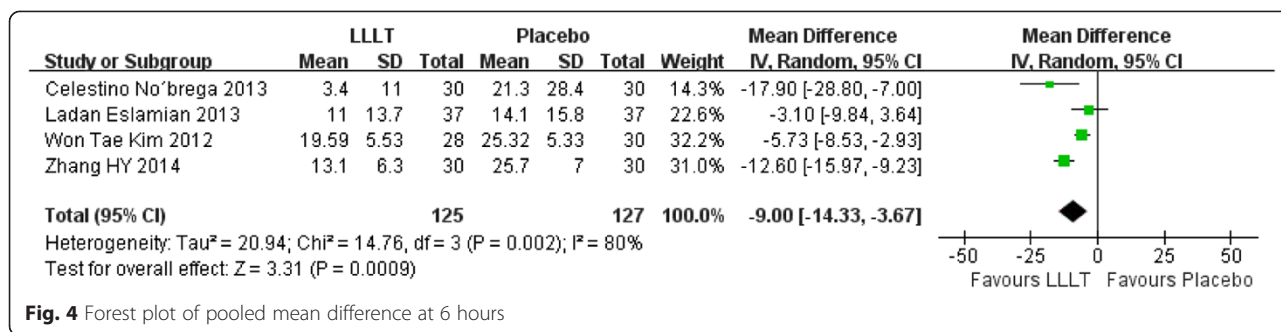 LLLT Placebo Mean Difference Mean Difference
Study or Subgroup Mean SD Total Mean SD Total Weight IV, Random, 95% CI IV, Random, 95% CI
Celestino No´brega 2013 3.4 11 30 21.3 28.4 30 14.3% -17.90 [-28.80, -7.00]
Ladan Eslamian 2013 11 13.7 37 14.1 15.8 37 22.6% -3.10 [-9.84, 3.64]
Won Tae Kim 2012 19.59 5.53 28 25.32 5.33 30 32.2% -5.73 [-8.53, -2.93]
Zhang HY 2014 13.1 6.3 30 25.7 7 30 31.0% -12.60 [-15.97, -9.23]
Total (95% CI) 125 127 100.0% -9.00 [-14.33, -3.67]
Heterogeneity: Tau² = 20.94; Chi² = 14.76, df = 3 (P = 0.002); I² = 80%
Test for overall effect: Z = 3.31 (P = 0.0009)
-50 -25 0 25 50
Favours LLLT Favours Placebo
Fig. 4 Forest plot of pooled mean difference at 6 hours